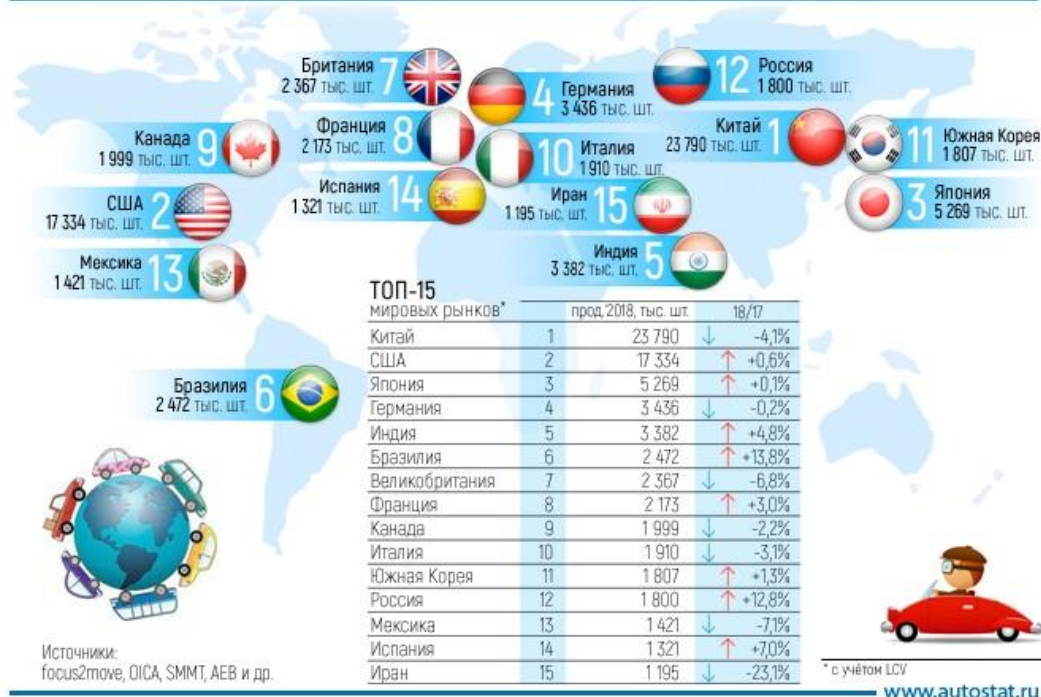 Британия 7
2 367 тыс. шт.
4 Германия
3 436 тыс. шт.
12 Россия
1 800 тыс. шт.
Канада 9
1 999 тыс. шт.
Франция 8
2 173 тыс. шт.
10 Италия
1 910 тыс. шт.
Китай 1
23 790 тыс. шт.
11 Южная Корея
1 807 тыс. шт.
США 2
17 334 тыс. шт.
Испания 14
1 321 тыс. шт.
Иран 15
1 195 тыс. шт.
3 Япония
5 269 тыс. шт.
Мексика 13
1 421 тыс. шт.
Индия 5
3 382 тыс. шт.
Бразилия 6
2 472 тыс. шт.
ТОП-15
мировых рынков* прод.'2018, тыс. шт. 18/17
Китай 1 23 790 ↓ -4,1%
США 2 17 334 ↑ +0,6%
Япония 3 5 269 ↑ +0,1%
Германия 4 3 436 ↓ -0,2%
Индия 5 3 382 ↑ +4,8%
Бразилия 6 2 472 ↑ +13,8%
Великобритания 7 2 367 ↓ -6,8%
Франция 8 2 173 ↑ +3,0%
Канада 9 1 999 ↓ -2,2%
Италия 10 1 910 ↓ -3,1%
Южная Корея 11 1 807 ↑ +1,3%
Россия 12 1 800 ↑ +12,8%
Мексика 13 1 421 ↓ -7,1%
Испания 14 1 321 ↑ +7,0%
Иран 15 1 195 ↓ -23,1%
Источники:
focus2move, OICA, SMMT, AEB и др.
* с учётом LCV
www.autostat.ru